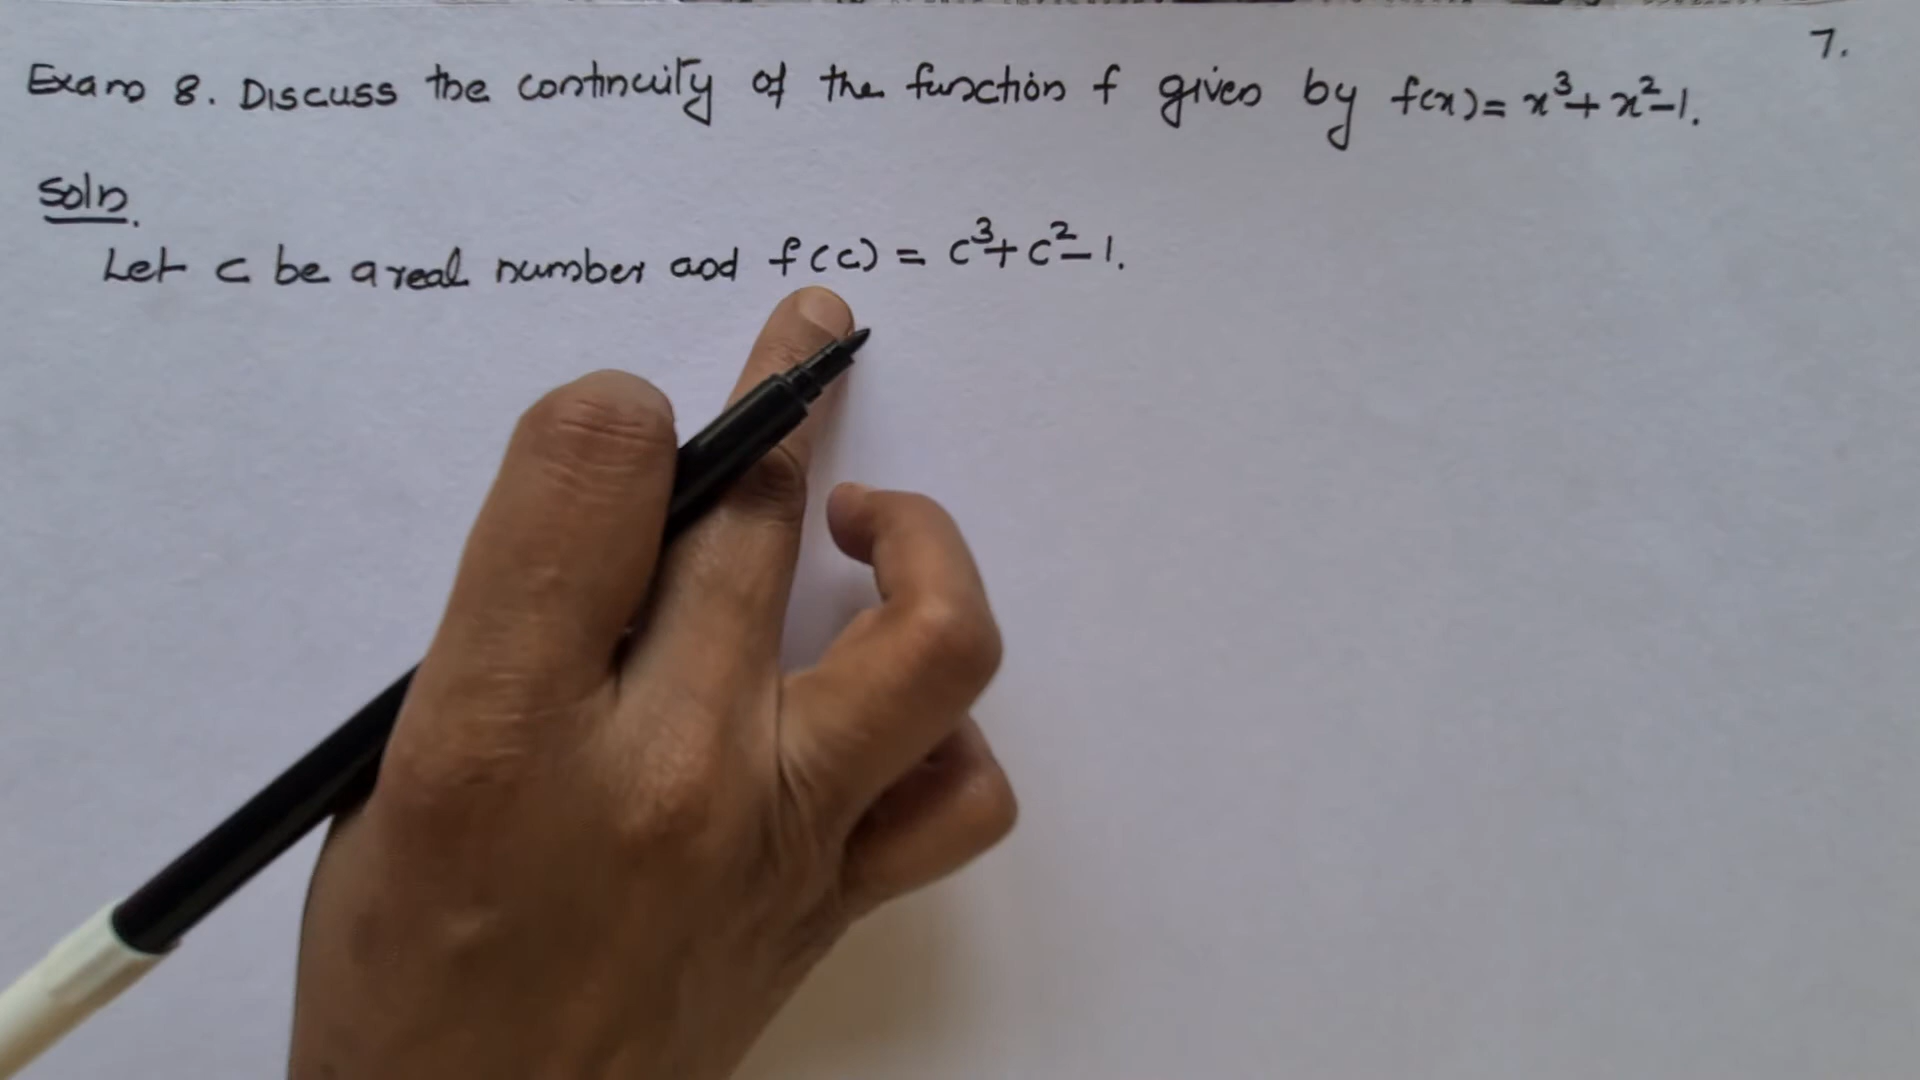 7.
Exam 8. Discuss the continuity of the function f given by f(x) = x³ + x² - 1.
Soln.
Let c be a real number and f(c) = c³ + c² - 1.